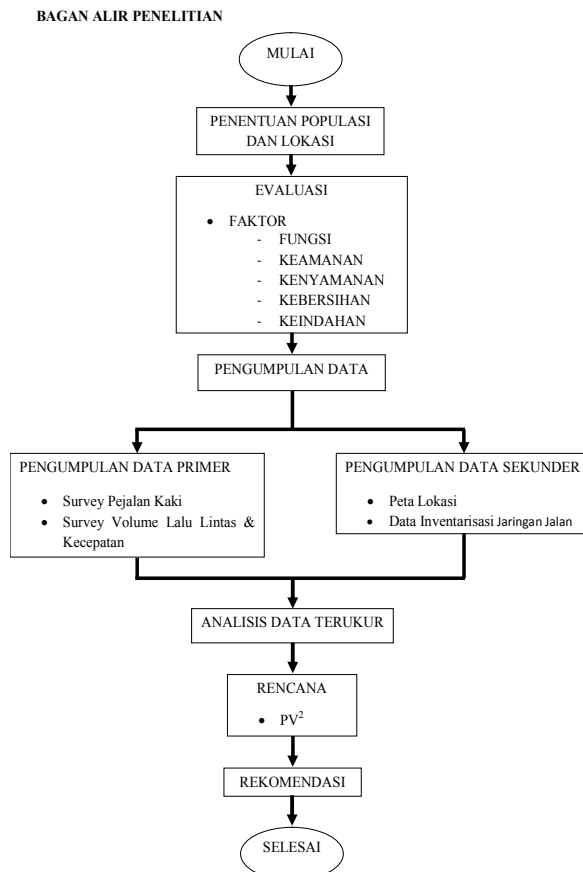 BAGAN ALIR PENELITIAN
MULAI
PENENTUAN POPULASI
DAN LOKASI
EVALUASI
• FAKTOR
- FUNGSI
- KEAMANAN
- KENYAMANAN
- KEBERSIHAN
- KEINDAHAN
PENGUMPULAN DATA
PENGUMPULAN DATA PRIMER
• Survey Pejalan Kaki
• Survey Volume Lalu Lintas &
Kecepatan
PENGUMPULAN DATA SEKUNDER
• Peta Lokasi
• Data Inventarisasi Jaringan Jalan
ANALISIS DATA TERUKUR
RENCANA
• PV²
REKOMENDASI
SELESAI